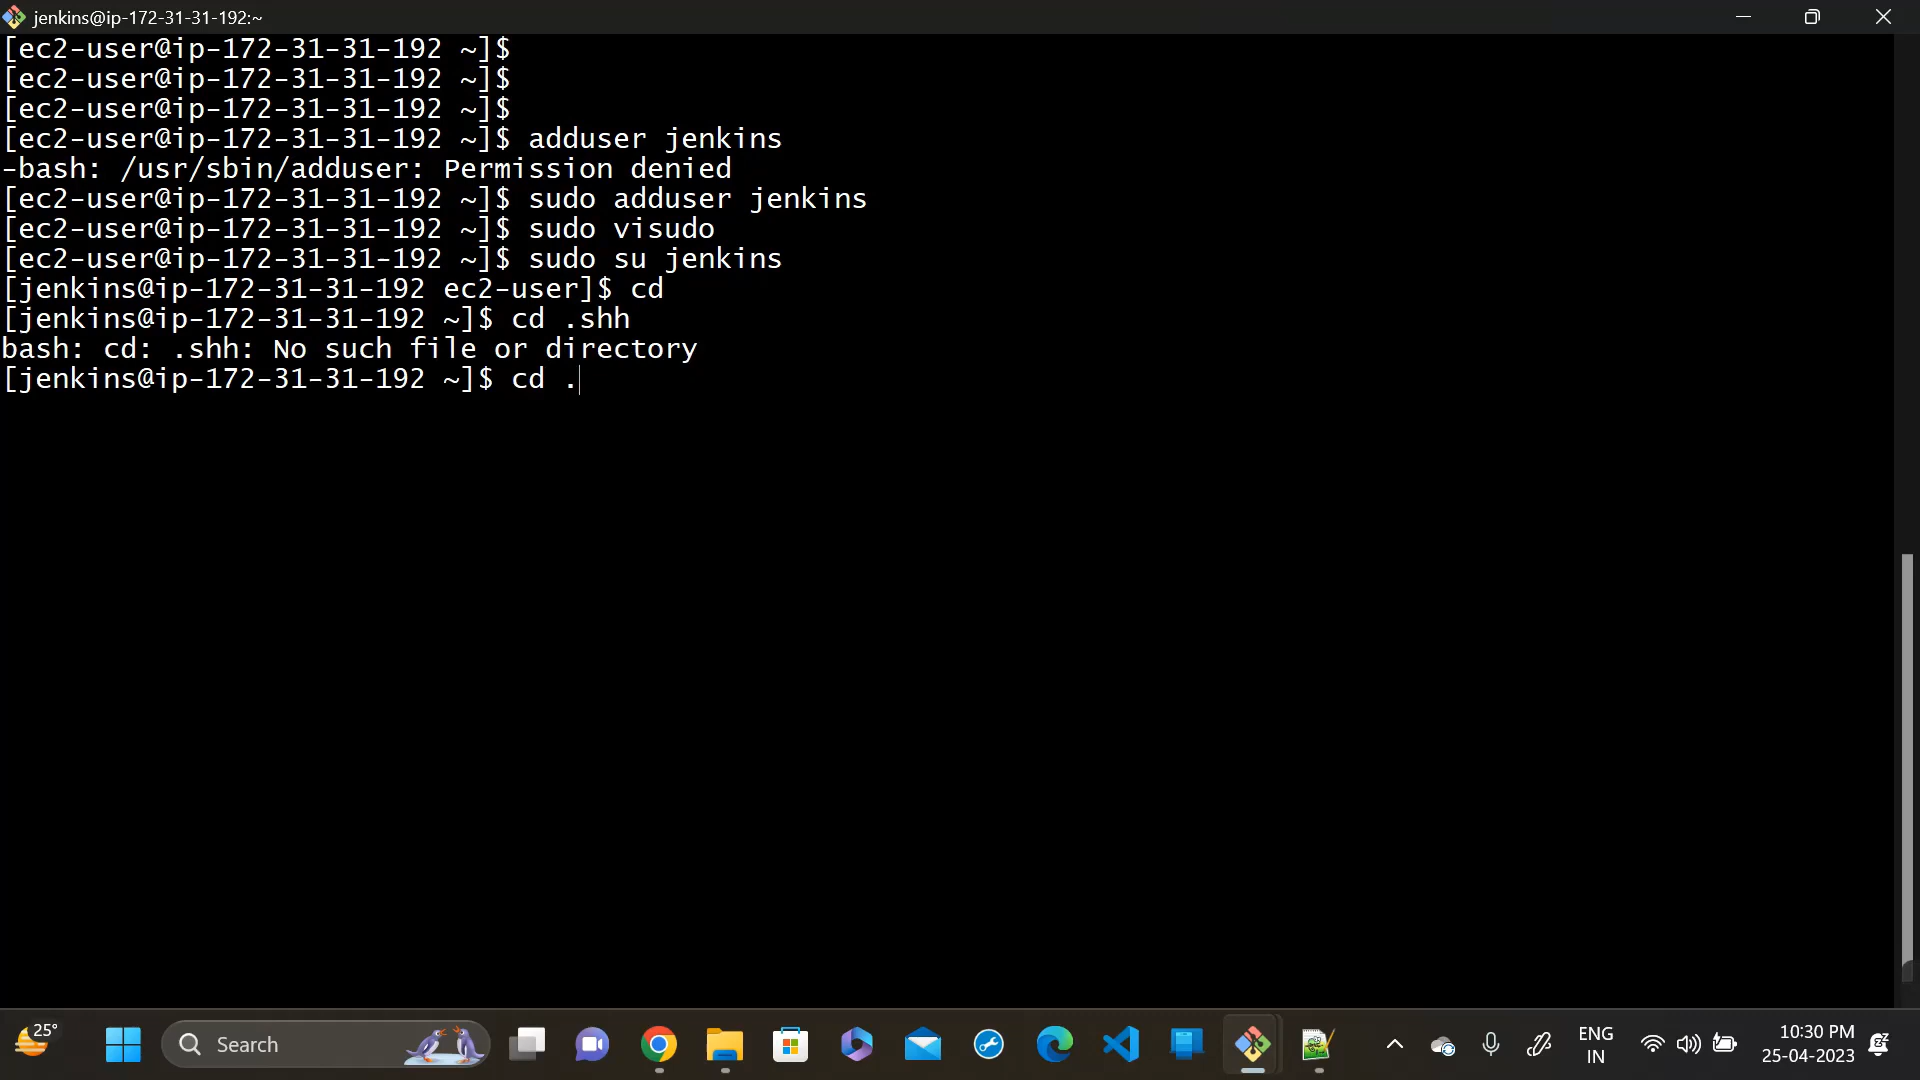 jenkins@ip-172-31-31-192:~
[ec2-user@ip-172-31-31-192 ~]$
[ec2-user@ip-172-31-31-192 ~]$
[ec2-user@ip-172-31-31-192 ~]$
[ec2-user@ip-172-31-31-192 ~]$ adduser jenkins
-bash: /usr/sbin/adduser: Permission denied
[ec2-user@ip-172-31-31-192 ~]$ sudo adduser jenkins
[ec2-user@ip-172-31-31-192 ~]$ sudo visudo
[ec2-user@ip-172-31-31-192 ~]$ sudo su jenkins
[jenkins@ip-172-31-31-192 ec2-user]$ cd
[jenkins@ip-172-31-31-192 ~]$ cd .shh
bash: cd: .shh: No such file or directory
[jenkins@ip-172-31-31-192 ~]$ cd .
25°
Search
ENG
IN
10:30 PM
25-04-2023